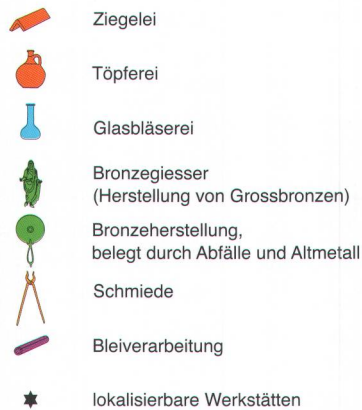 Ziegelei
Töpferei
Glasbläserei
Bronzegiesser
(Herstellung von Grossbronzen)
Bronzeherstellung,
belegt durch Abfälle und Altmetall
Schmiede
Bleiverarbeitung
lokalisierbare Werkstätten